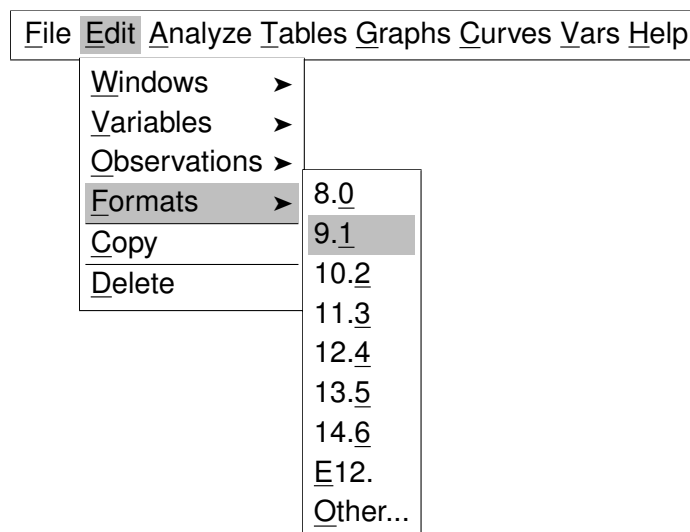 File Edit Analyze Tables Graphs Curves Vars Help
Windows ➤
Variables ➤
Observations ➤
Formats ➤
Copy
Delete
8.0
9.1
10.2
11.3
12.4
13.5
14.6
E12.
Other...